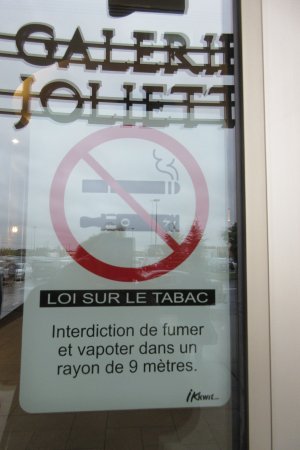 GALERIE
JOLIETT
LOI SUR LE TABAC
Interdiction de fumer
et vapoter dans un
rayon de 9 mètres.